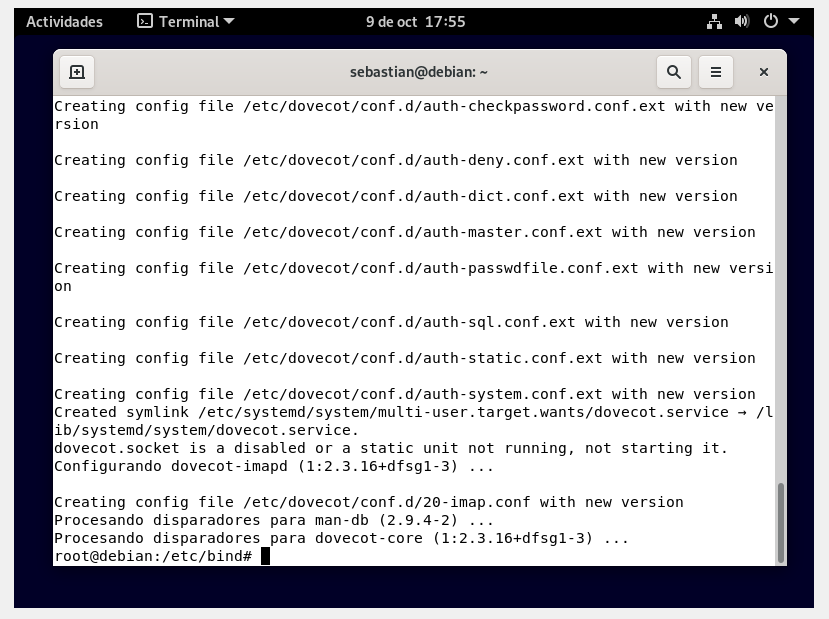 Actividades Terminal 9 de oct 17:55
sebastian@debian: ~
Creating config file /etc/dovecot/conf.d/auth-checkpassword.conf.ext with new ve
rsion
Creating config file /etc/dovecot/conf.d/auth-deny.conf.ext with new version
Creating config file /etc/dovecot/conf.d/auth-dict.conf.ext with new version
Creating config file /etc/dovecot/conf.d/auth-master.conf.ext with new version
Creating config file /etc/dovecot/conf.d/auth-passwdfile.conf.ext with new versi
on
Creating config file /etc/dovecot/conf.d/auth-sql.conf.ext with new version
Creating config file /etc/dovecot/conf.d/auth-static.conf.ext with new version
Creating config file /etc/dovecot/conf.d/auth-system.conf.ext with new version
Created symlink /etc/systemd/system/multi-user.target.wants/dovecot.service → /l
ib/systemd/system/dovecot.service.
dovecot.socket is a disabled or a static unit not running, not starting it.
Configurando dovecot-imapd (1:2.3.16+dfsg1-3) ...
Creating config file /etc/dovecot/conf.d/20-imap.conf with new version
Procesando disparadores para man-db (2.9.4-2) ...
Procesando disparadores para dovecot-core (1:2.3.16+dfsg1-3) ...
root@debian:/etc/bind#